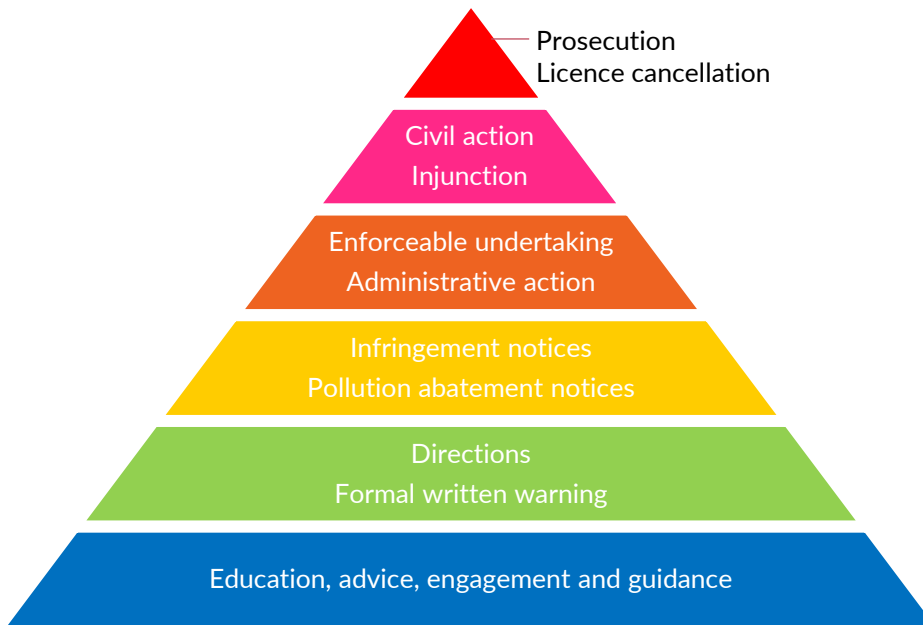 Prosecution
Licence cancellation
Civil action
Injunction
Enforceable undertaking
Administrative action
Infringement notices
Pollution abatement notices
Directions
Formal written warning
Education, advice, engagement and guidance